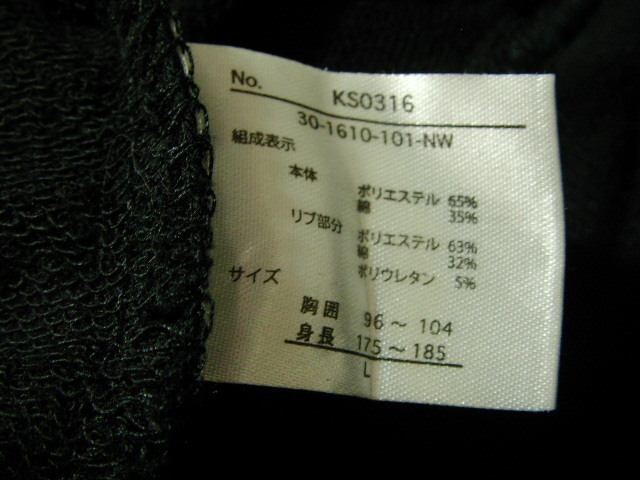 No. KS0316
30-1610-101-NW
組成表示
本体 ポリエステル 65%
綿 35%
リブ部分 ポリエステル 63%
綿 32%
ポリウレタン 5%
サイズ
胸囲 96～104
身長 175～185
L